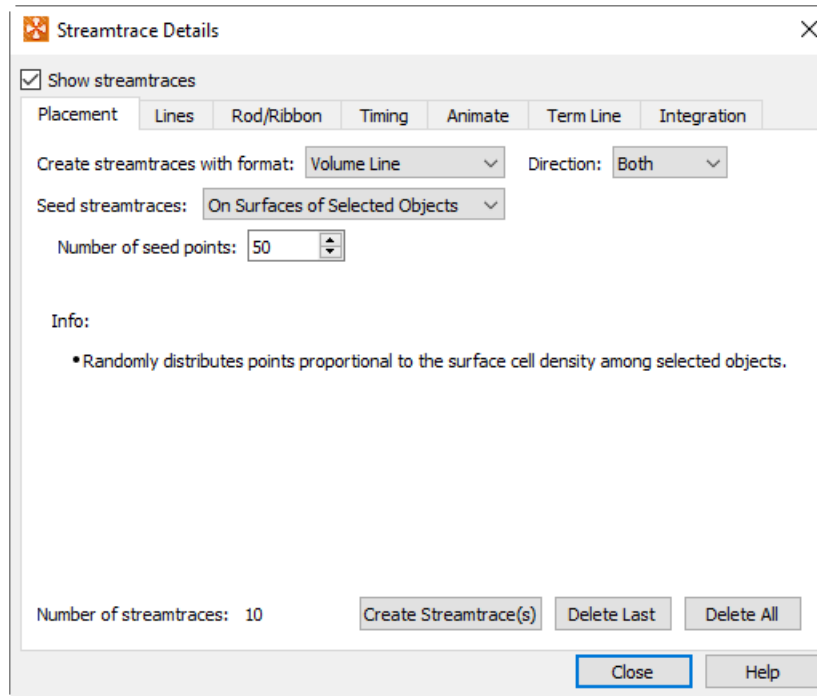 Streamtrace Details
Show streamtraces
Placement Lines Rod/Ribbon Timing Animate Term Line Integration
Create streamtraces with format: Volume Line Direction: Both
Seed streamtraces: On Surfaces of Selected Objects
Number of seed points: 50
Info:
•Randomly distributes points proportional to the surface cell density among selected objects.
Number of streamtraces: 10 Create Streamtrace(s) Delete Last Delete All
Close Help